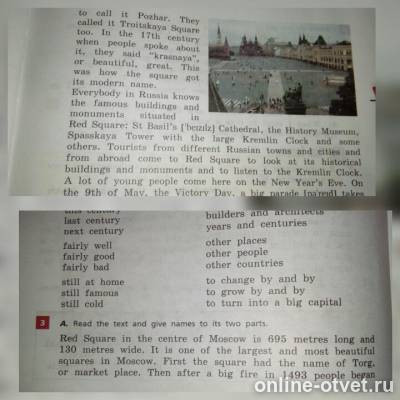 to call it Pozhar. They
called it Troitskaya Square
too. In the 17th century
when people spoke about
it, they said “krasnaya”,
or beautiful, great. This
was how the square got
its modern name.
Everybody in Russia knows
the famous buildings and
monuments situated in
Red Square: St Basil's ['bæzlz] Cathedral, the History Museum,
Spasskaya Tower with the large Kremlin Clock and some
others. Tourists from different Russian towns and cities and
from abroad come to Red Square to look at its historical
buildings and monuments and to listen to the Kremlin Clock.
A lot of young people come here on the New Year's Eve. On
the 9th of May, the Victory Day, a big parade takes
this century
last century
next century
fairly well
fairly good
fairly bad
still at home
still famous
still cold
builders and architects
years and centuries
other places
other people
other countries
to change by and by
to grow by and by
to turn into a big capital
3 A. Read the text and give names to its two parts.
Red Square in the centre of Moscow is 695 metres long and
130 metres wide. It is one of the largest and most beautiful
squares in Moscow. First the square had the name of Torg,
or market place. Then after a big fire in 1493 people began
online-otvet.ru